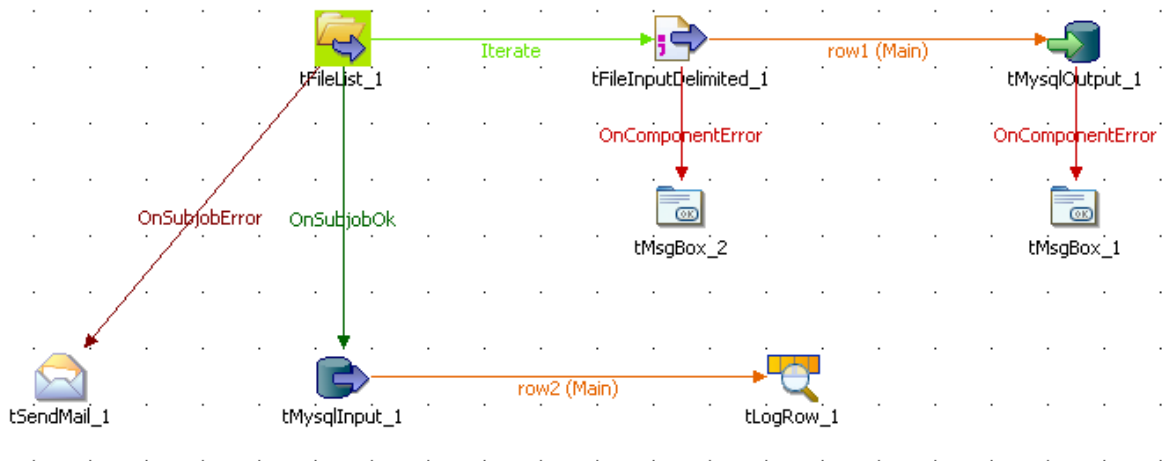 Iterate
row1 (Main)
tFileList_1
tFileInputDelimited_1
tMysqlOutput_1
OnComponentError
OnComponentError
OnSubjobError
OnSubjobOk
tMsgBox_2
tMsgBox_1
row2 (Main)
tSendMail_1
tMysqlInput_1
tLogRow_1